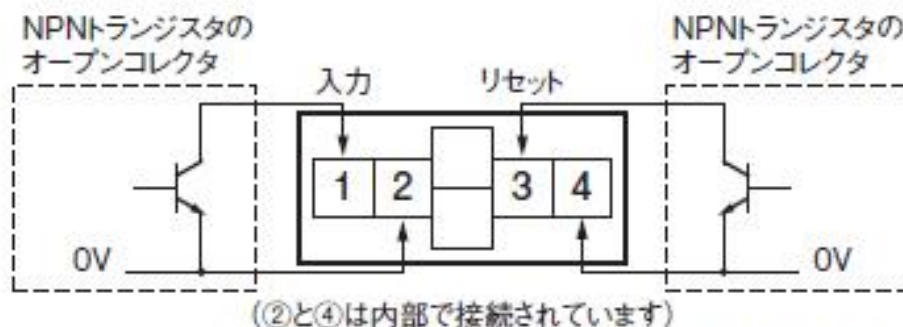 NPNトランジスタの
オープンコレクタ
NPNトランジスタの
オープンコレクタ
入力
リセット
1 2 3 4
0V
0V
(②と④は内部で接続されています)